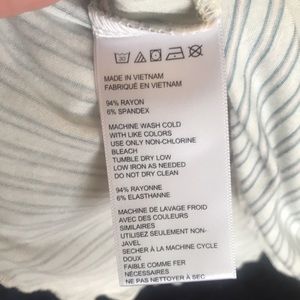 30
MADE IN VIETNAM
FABRIQUÉ EN VIETNAM
94% RAYON
6% SPANDEX
MACHINE WASH COLD
WITH LIKE COLORS
USE ONLY NON-CHLORINE
BLEACH
TUMBLE DRY LOW
LOW IRON AS NEEDED
DO NOT DRY CLEAN
94% RAYONNE
6% ELASTHANNE
MACHINE DE LAVAGE FROID
AVEC DES COULEURS
SIMILAIRES
UTILISEZ SEULEMENT NON-
JAVEL
SECHER À LA MACHINE CYCLE
DOUX
FAIBLE COMME FER
NÉCESSAIRES
NE PAS NETTOYER À SEC